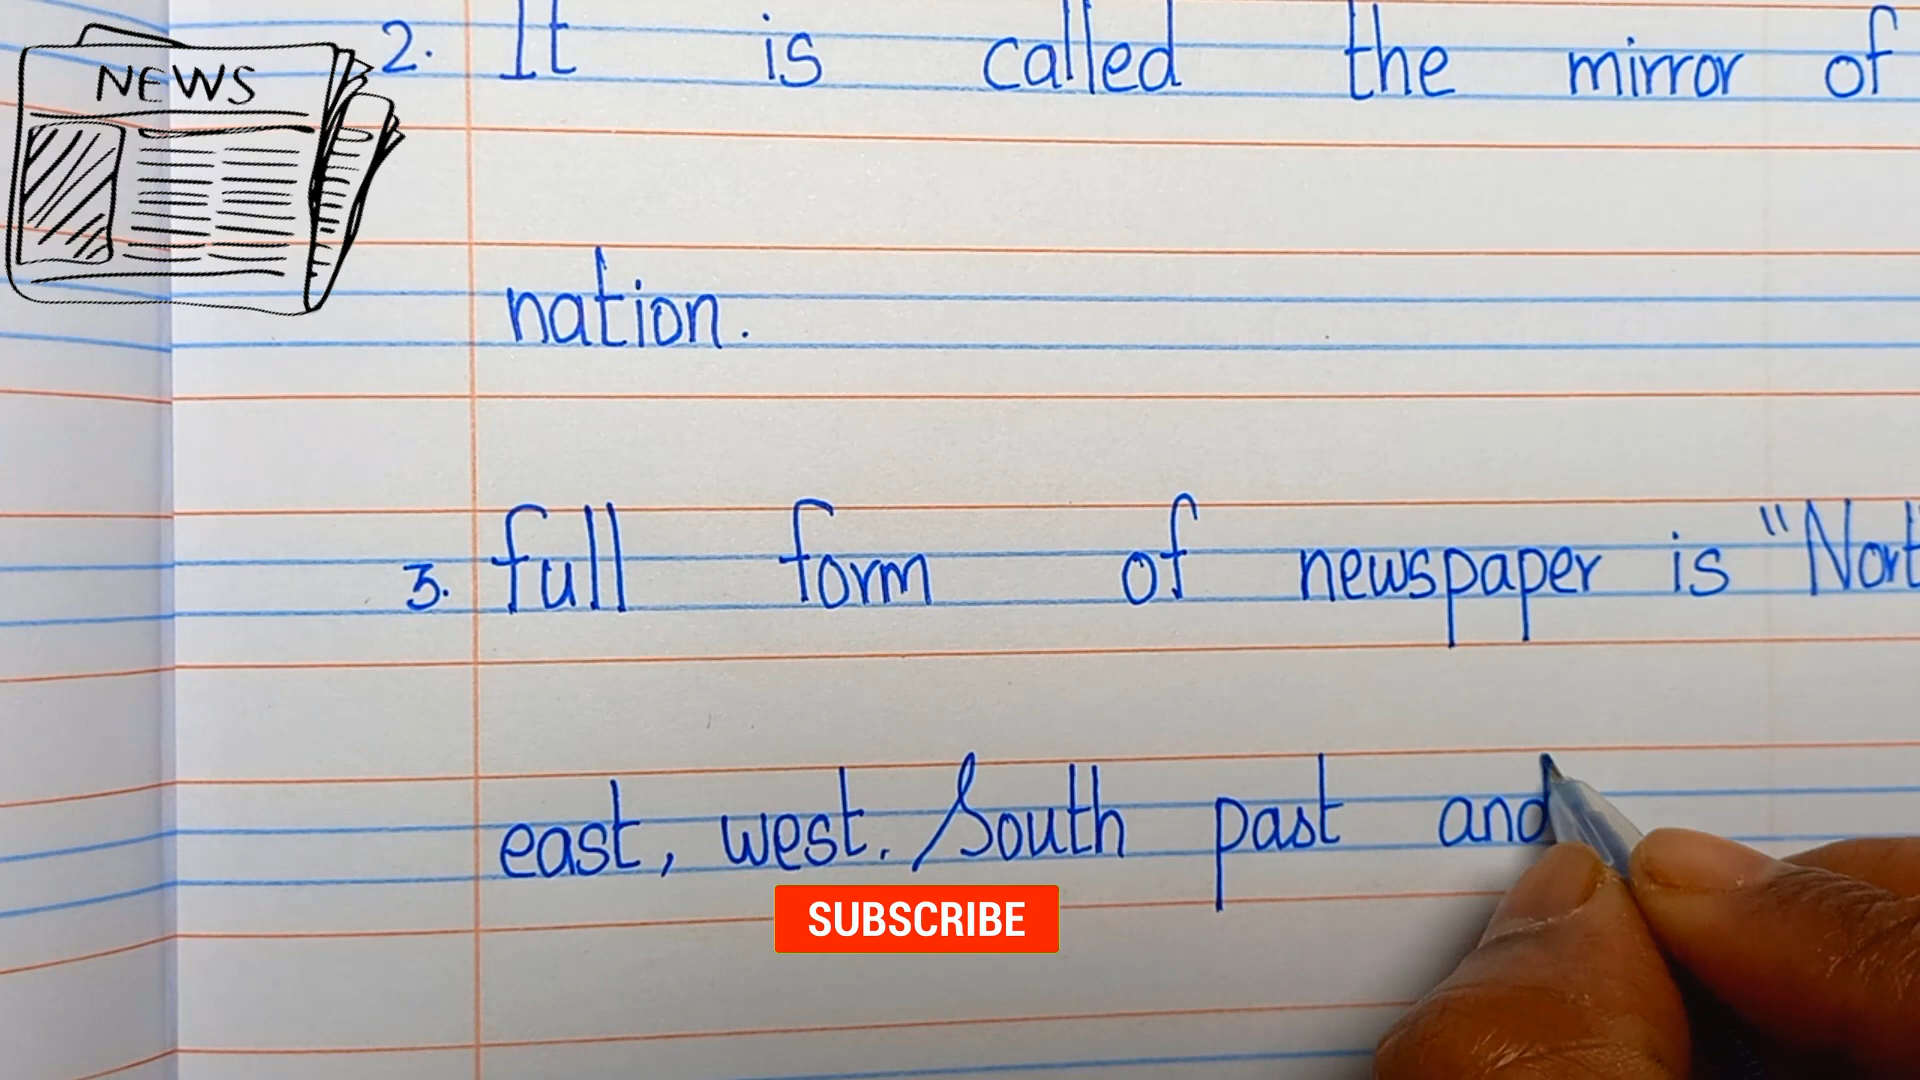 NEWS
2. It is called the mirror of
nation.
3. full form of newspaper is "Nort
east, west. South past and
SUBSCRIBE